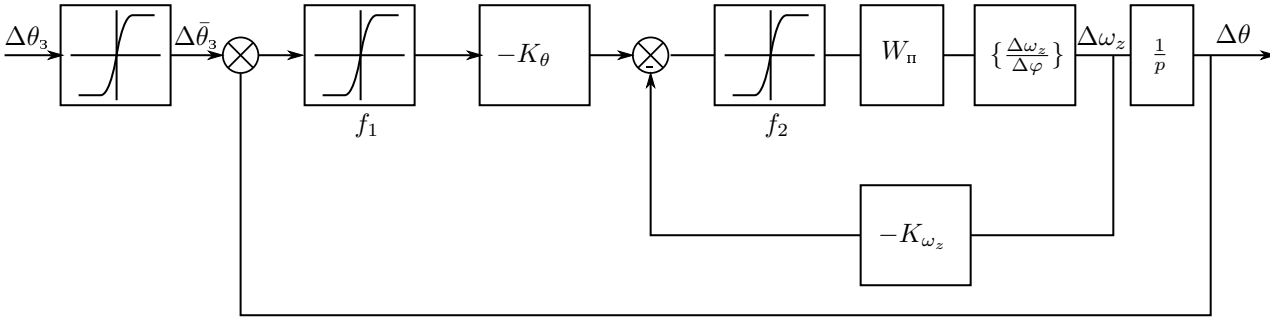 Δθ_з
Δθ̄_з
f_1
−K_θ
-
f_2
W_п
{Δω_z/Δφ}
Δω_z
1/p
Δθ
−K_{ω_z}